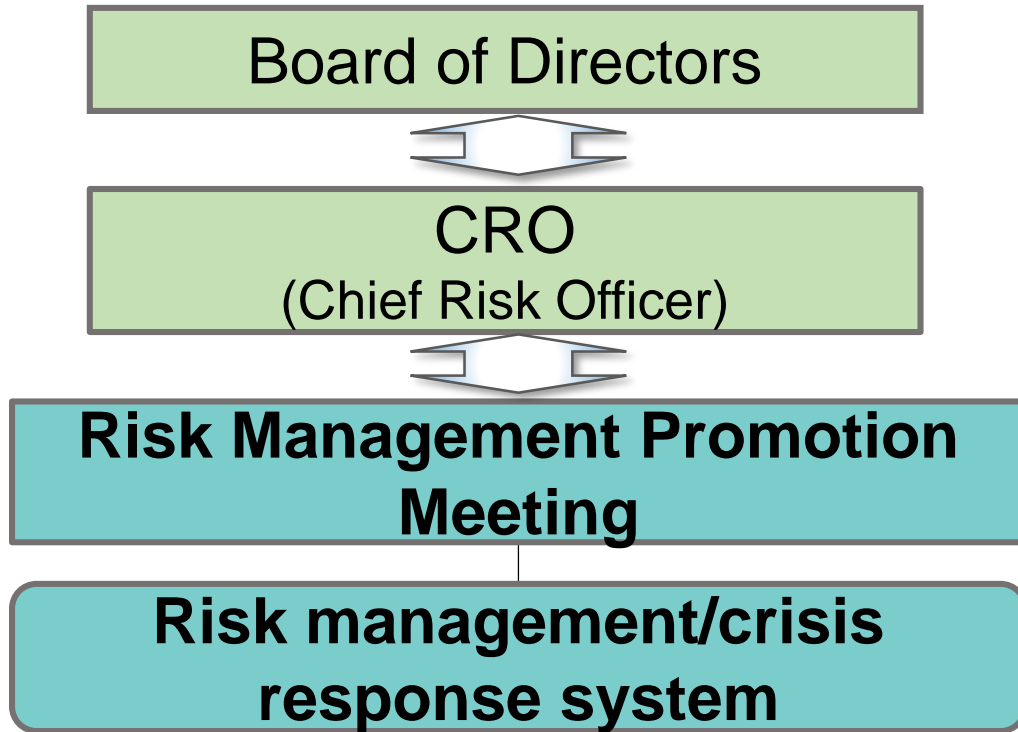 Board of Directors
CRO
(Chief Risk Officer)
Risk Management Promotion
Meeting
Risk management/crisis
response system